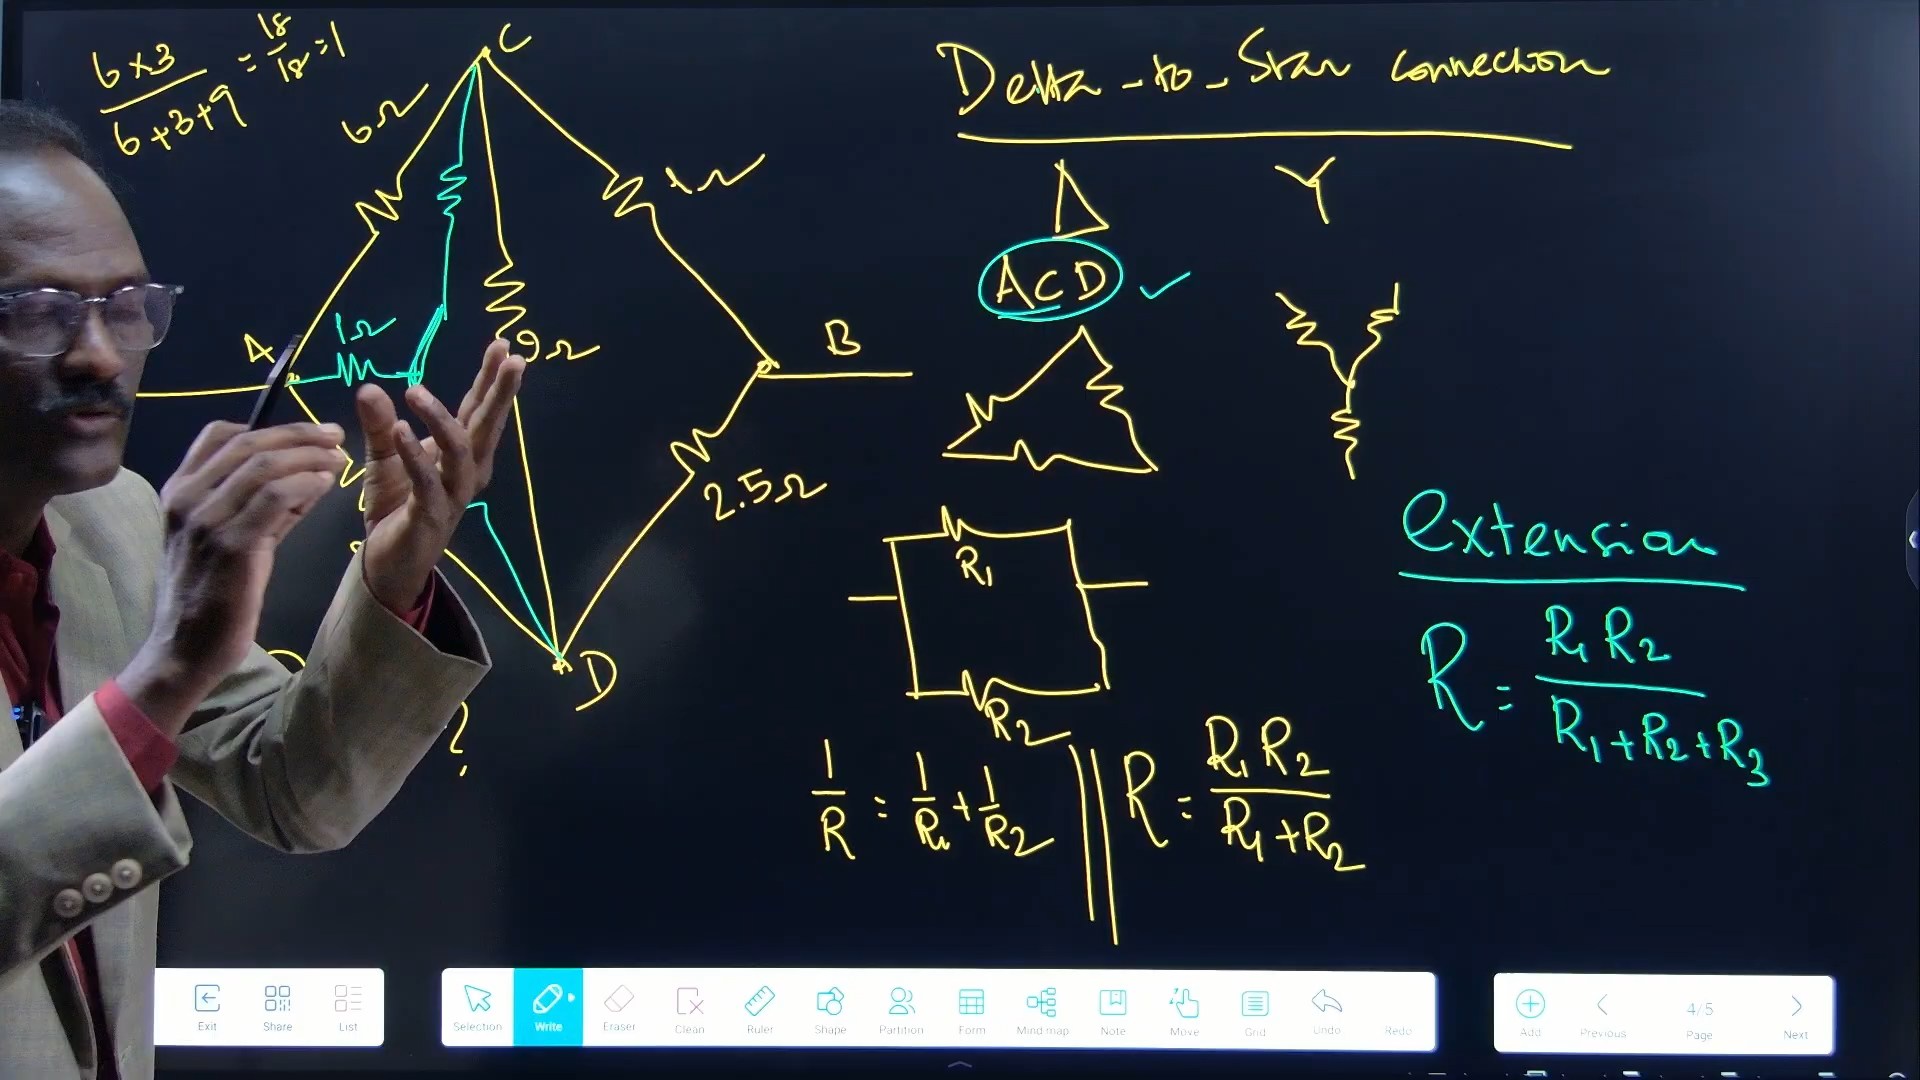 6×3
6+3+9
= 18
18
= 1
C
6Ω
A
1Ω
9Ω
B
2.5Ω
D
?
Delta-to-Star connection
ACD ✓
R₁
R₂
1/R = 1/R₁ + 1/R₂
R = R₁R₂ / R₁+R₂
extension
R = R₁R₂ / R₁+R₂+R₃
Exit
Share
List
Selection
Write
Eraser
Clean
Ruler
Shape
Partition
Form
Mind map
Note
Move
Grid
Undo
Redo
Add
Previous
4/5
Page
Next